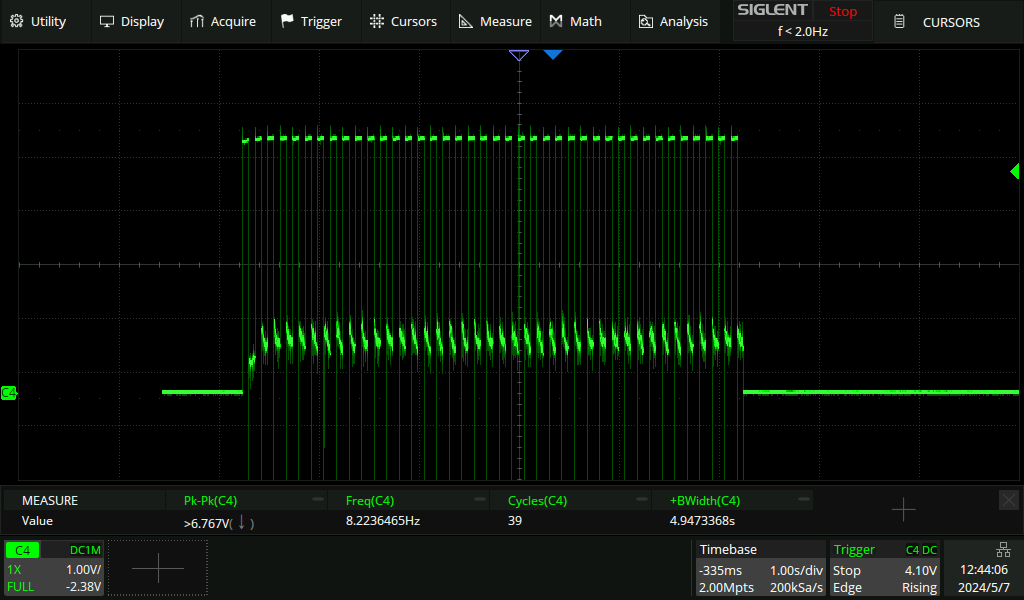 Utility Display Acquire Trigger Cursors Measure Math Analysis SIGLENT Stop CURSORS
f < 2.0Hz
C4
MEASURE Pk-Pk(C4) Freq(C4) Cycles(C4) +BWidth(C4)
Value >6.767V(↓) 8.2236465Hz 39 4.9473368s
C4 DC1M Timebase Trigger C4 DC
1X 1.00V/ -335ms 1.00s/div Stop 4.10V 12:44:06
FULL -2.38V 2.00Mpts 200kSa/s Edge Rising 2024/5/7